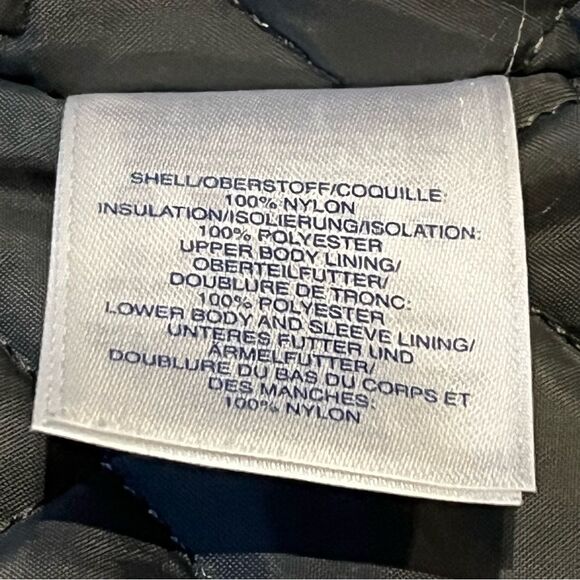 SHELL/OBERSTOFF/COQUILLE:
100% NYLON
INSULATION/ISOLIERUNG/ISOLATION:
100% POLYESTER
UPPER BODY LINING/
OBERTEILFUTTER/
DOUBLURE DE TRONC:
100% POLYESTER
LOWER BODY AND SLEEVE LINING/
UNTERES FUTTER UND
ÄRMELFUTTER/
DOUBLURE DU BAS DU CORPS ET
DES MANCHES:
100% NYLON